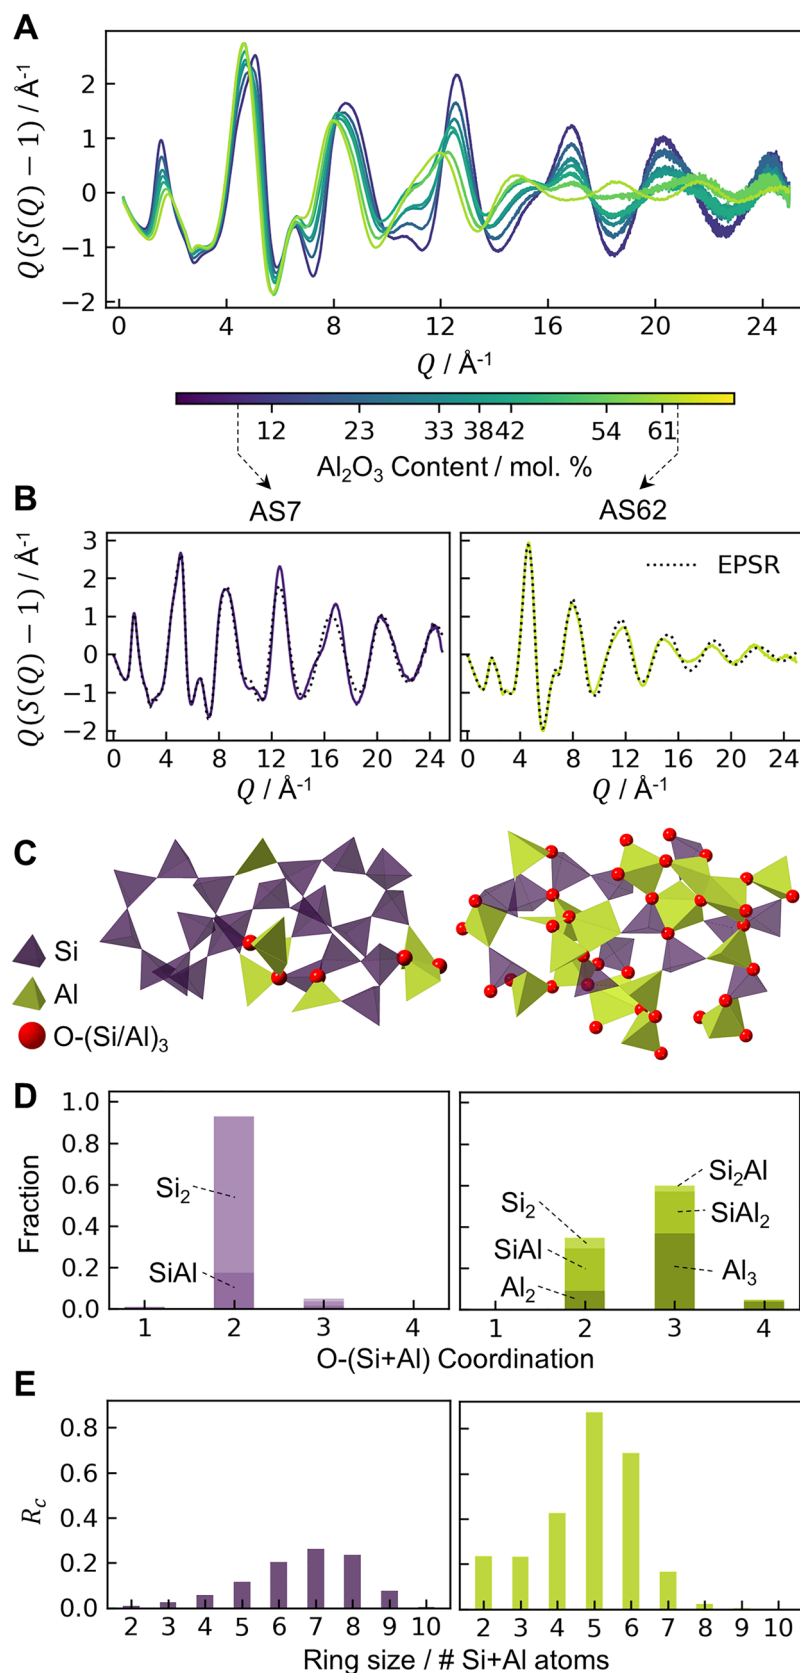 A
Q(S(Q) − 1) / Å-1
2
1
0
−1
−2
0 4 8 12 16 20 24
Q / Å-1
12 23 33 38 42 54 61
Al2O3 Content / mol. %
B
AS7 AS62
Q(S(Q) − 1) / Å-1
3
2
1
0
−1
−2
EPSR
0 4 8 12 16 20 24 0 4 8 12 16 20 24
Q / Å-1 Q / Å-1
C
Si
Al
O-(Si/Al)3
D
Fraction
1.0
0.8
0.6
0.4
0.2
0.0
Si2
SiAl
Si2
SiAl
Al2
Si2Al
SiAl2
Al3
1 2 3 4 1 2 3 4
O-(Si+Al) Coordination
E
Rc
0.8
0.6
0.4
0.2
0.0
2 3 4 5 6 7 8 9 10 2 3 4 5 6 7 8 9 10
Ring size / # Si+Al atoms